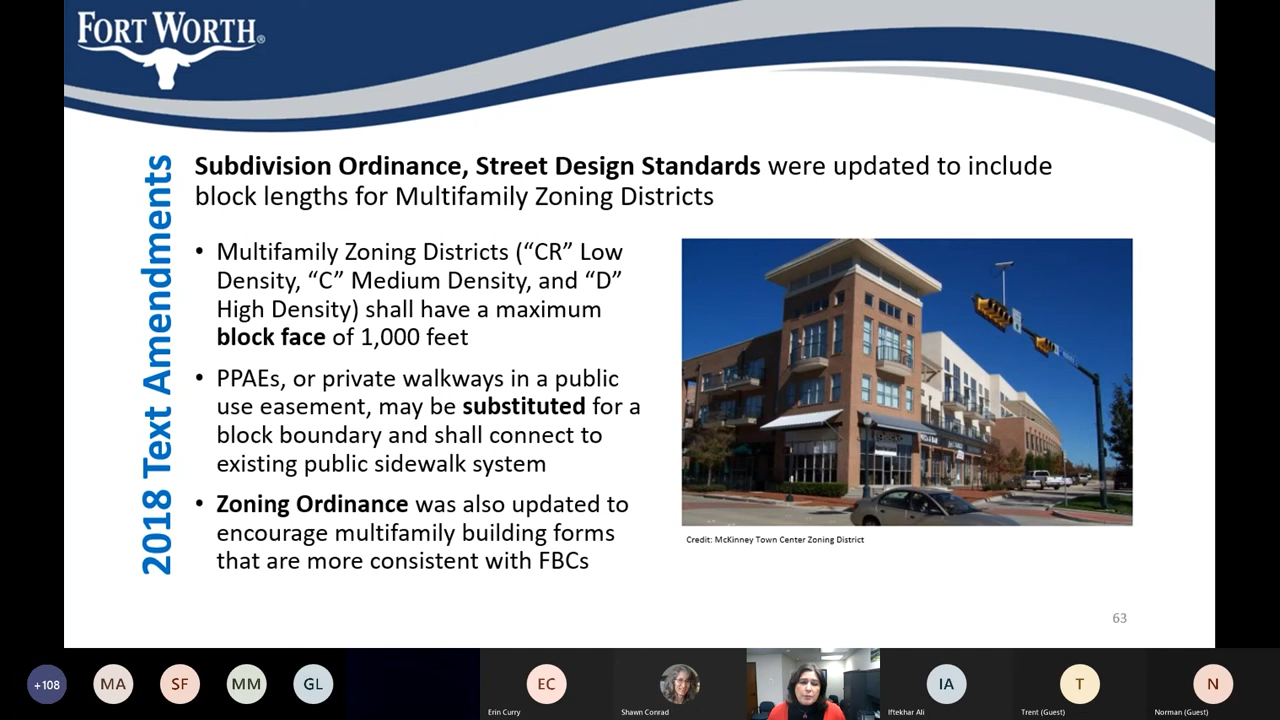 FORT WORTH®
2018 Text Amendments
Subdivision Ordinance, Street Design Standards were updated to include
block lengths for Multifamily Zoning Districts
• Multifamily Zoning Districts (“CR” Low
Density, “C” Medium Density, and “D”
High Density) shall have a maximum
block face of 1,000 feet
• PPAEs, or private walkways in a public
use easement, may be substituted for a
block boundary and shall connect to
existing public sidewalk system
• Zoning Ordinance was also updated to
encourage multifamily building forms
that are more consistent with FBCs
Credit: McKinney Town Center Zoning District
63
+108
MA
SF
MM
GL
EC
IA
T
N
Erin Curry
Shawn Conrad
Iftekhar Ali
Trent (Guest)
Norman (Guest)